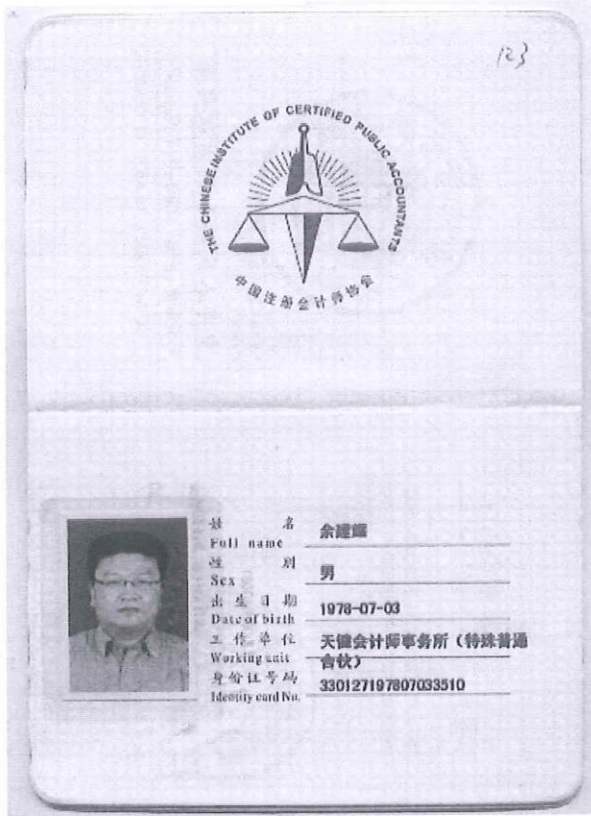 123
THE CHINESE INSTITUTE OF CERTIFIED PUBLIC ACCOUNTANTS
中国注册会计师协会
姓 名 余建耀
Full name
性 别 男
Sex
出生日期 1978-07-03
Date of birth
工作单位 天健会计师事务所（特殊普通
Working unit 合伙）
身份证号码 330127197807033510
Identity card No.